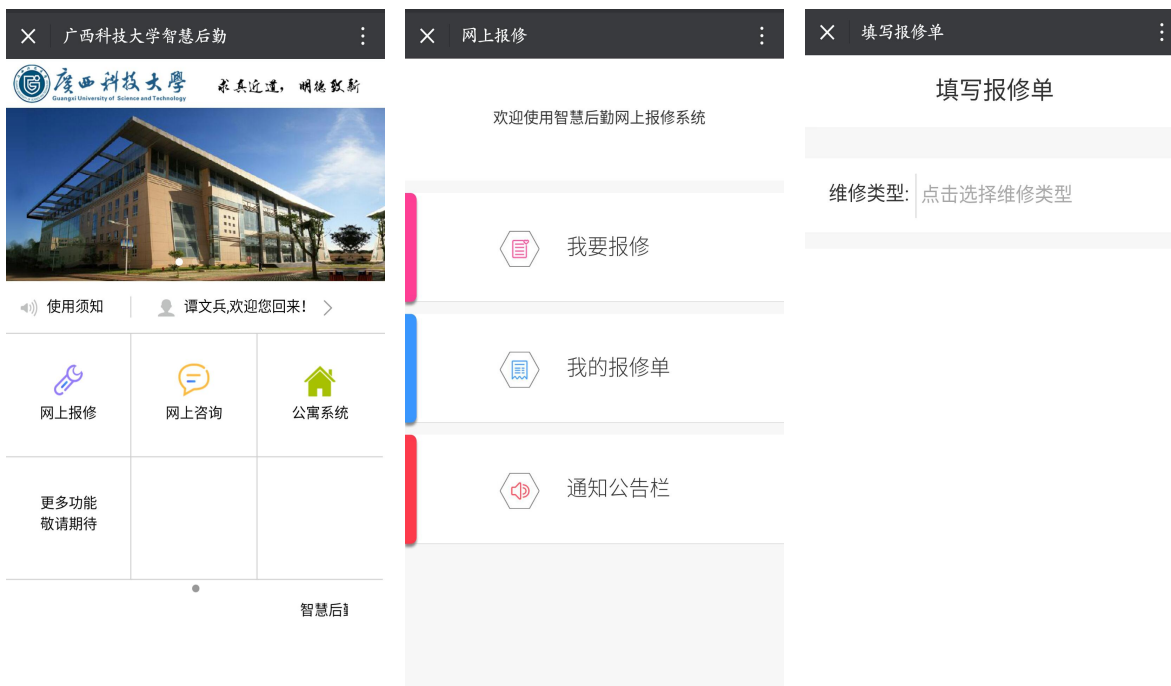 广西科技大学智慧后勤
广西科技大學
Guangxi University of Science and Technology
求真近道，明德致新
使用须知
谭文兵,欢迎您回来！
网上报修
网上咨询
公寓系统
更多功能
敬请期待
智慧后
网上报修
欢迎使用智慧后勤网上报修系统
我要报修
我的报修单
通知公告栏
填写报修单
填写报修单
维修类型:
点击选择维修类型